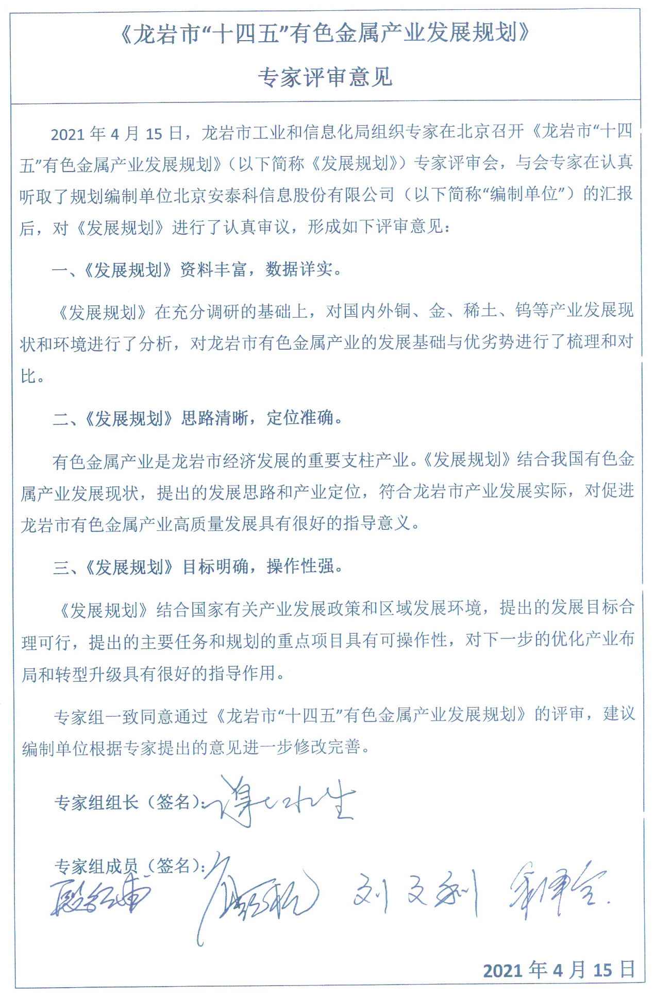 《龙岩市“十四五”有色金属产业发展规划》
专家评审意见
2021 年 4 月 15 日，龙岩市工业和信息化局组织专家在北京召开《龙岩市“十四
五”有色金属产业发展规划》（以下简称《发展规划》）专家评审会，与会专家在认真
听取了规划编制单位北京安泰科信息股份有限公司（以下简称“编制单位”）的汇报
后，对《发展规划》进行了认真审议，形成如下评审意见：
一、《发展规划》资料丰富，数据详实。
《发展规划》在充分调研的基础上，对国内外铜、金、稀土、钨等产业发展现
状和环境进行了分析，对龙岩市有色金属产业的发展基础与优劣势进行了梳理和对
比。
二、《发展规划》思路清晰，定位准确。
有色金属产业是龙岩市经济发展的重要支柱产业。《发展规划》结合我国有色金
属产业发展现状，提出的发展思路和产业定位，符合龙岩市产业发展实际，对促进
龙岩市有色金属产业高质量发展具有很好的指导意义。
三、《发展规划》目标明确，操作性强。
《发展规划》结合国家有关产业发展政策和区域发展环境，提出的发展目标合
理可行，提出的主要任务和规划的重点项目具有可操作性，对下一步的优化产业布
局和转型升级具有很好的指导作用。
专家组一致同意通过《龙岩市“十四五”有色金属产业发展规划》的评审，建议
编制单位根据专家提出的意见进一步修改完善。
专家组组长（签名）：
专家组成员（签名）：
刘文利
2021 年 4 月 15 日